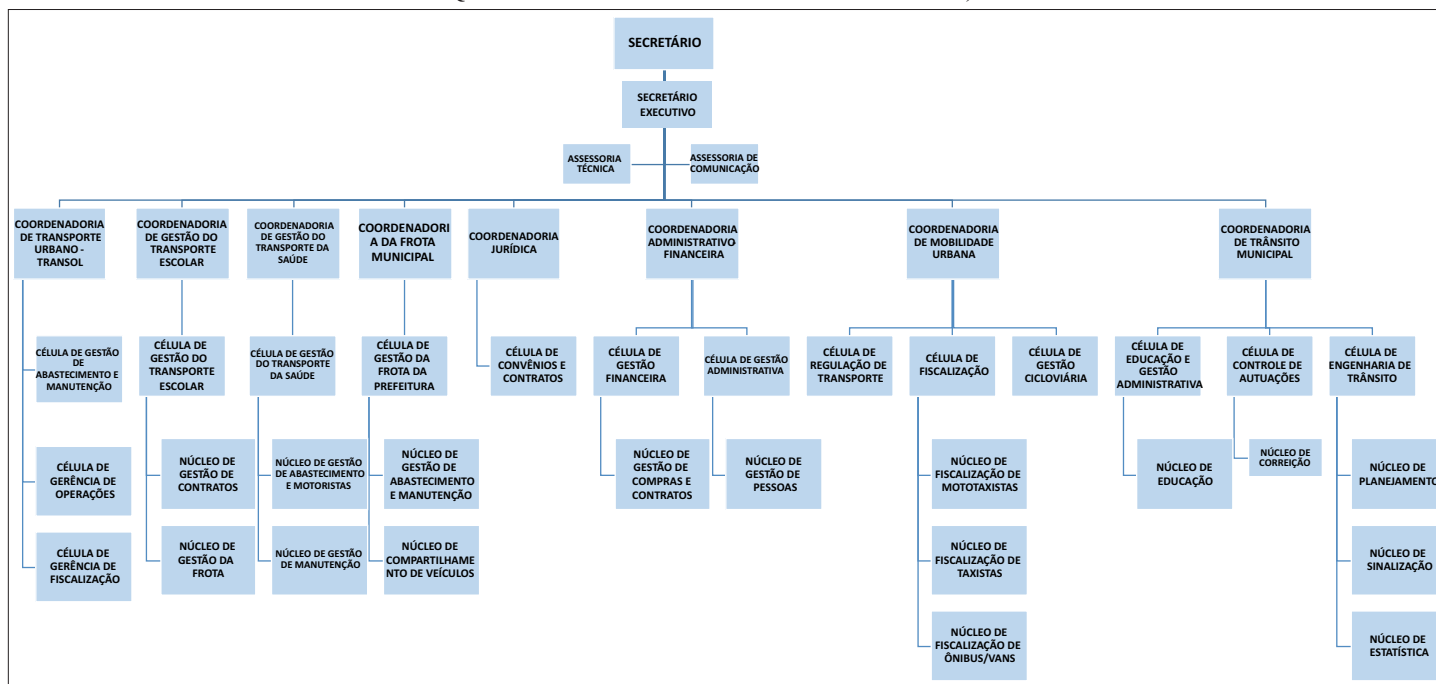 SECRETÁRIO
SECRETÁRIO
EXECUTIVO
ASSESSORIA
TÉCNICA
ASSESSORIA DE
COMUNICAÇÃO
COORDENADORIA
DE TRANSPORTE
URBANO -
TRANSOL
COORDENADORIA
DE GESTÃO DO
TRANSPORTE
ESCOLAR
COORDENADORIA
DE GESTÃO DO
TRANSPORTE DA
SAÚDE
COORDENADORI
A DA FROTA
MUNICIPAL
COORDENADORIA
JURÍDICA
COORDENADORIA
ADMINISTRATIVO
FINANCEIRA
COORDENADORIA
DE MOBILIDADE
URBANA
COORDENADORIA
DE TRÂNSITO
MUNICIPAL
CÉLULA DE GESTÃO
DE
ABASTECIMENTO E
MANUTENÇÃO
CÉLULA DE
GESTÃO DO
TRANSPORTE
ESCOLAR
CÉLULA DE GESTÃO
DO TRANSPORTE
DA SAÚDE
CÉLULA DE
GESTÃO DA
FROTA DA
PREFEITURA
CÉLULA DE
CONVÊNIOS E
CONTRATOS
CÉLULA DE
GESTÃO
FINANCEIRA
CÉLULA DE GESTÃO
ADMINISTRATIVA
CÉLULA DE
REGULAÇÃO DE
TRANSPORTE
CÉLULA DE
FISCALIZAÇÃO
CÉLULA DE
GESTÃO
CICLOVIÁRIA
CÉLULA DE
EDUCAÇÃO E
GESTÃO
ADMINISTRATIVA
CÉLULA DE
CONTROLE DE
AUTUAÇÕES
CÉLULA DE
ENGENHARIA DE
TRÂNSITO
CÉLULA DE
GERÊNCIA DE
OPERAÇÕES
NÚCLEO DE
GESTÃO DE
CONTRATOS
NÚCLEO DE GESTÃO
DE ABASTECIMENTO
E MOTORISTAS
NÚCLEO DE
GESTÃO DE
ABASTECIMENTO
E MANUTENÇÃO
NÚCLEO DE
GESTÃO DE
COMPRAS E
CONTRATOS
NÚCLEO DE
GESTÃO DE
PESSOAS
NÚCLEO DE
FISCALIZAÇÃO DE
MOTOTAXISTAS
NÚCLEO DE
EDUCAÇÃO
NÚCLEO DE
CORREIÇÃO
NÚCLEO DE
PLANEJAMENTO
CÉLULA DE
GERÊNCIA DE
FISCALIZAÇÃO
NÚCLEO DE
GESTÃO DA
FROTA
NÚCLEO DE GESTÃO
DE MANUTENÇÃO
NÚCLEO DE
COMPARTILHAME
NTO DE VEÍCULOS
NÚCLEO DE
FISCALIZAÇÃO DE
TAXISTAS
NÚCLEO DE
SINALIZAÇÃO
NÚCLEO DE
FISCALIZAÇÃO DE
ÔNIBUS/VANS
NÚCLEO DE
ESTATÍSTICA